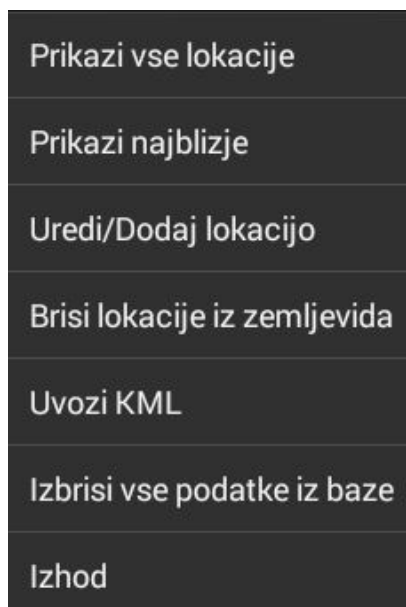 Prikazi vse lokacije
Prikazi najblizje
Uredi/Dodaj lokacijo
Brisi lokacije iz zemljevida
Uvozi KML
Izbrisi vse podatke iz baze
Izhod